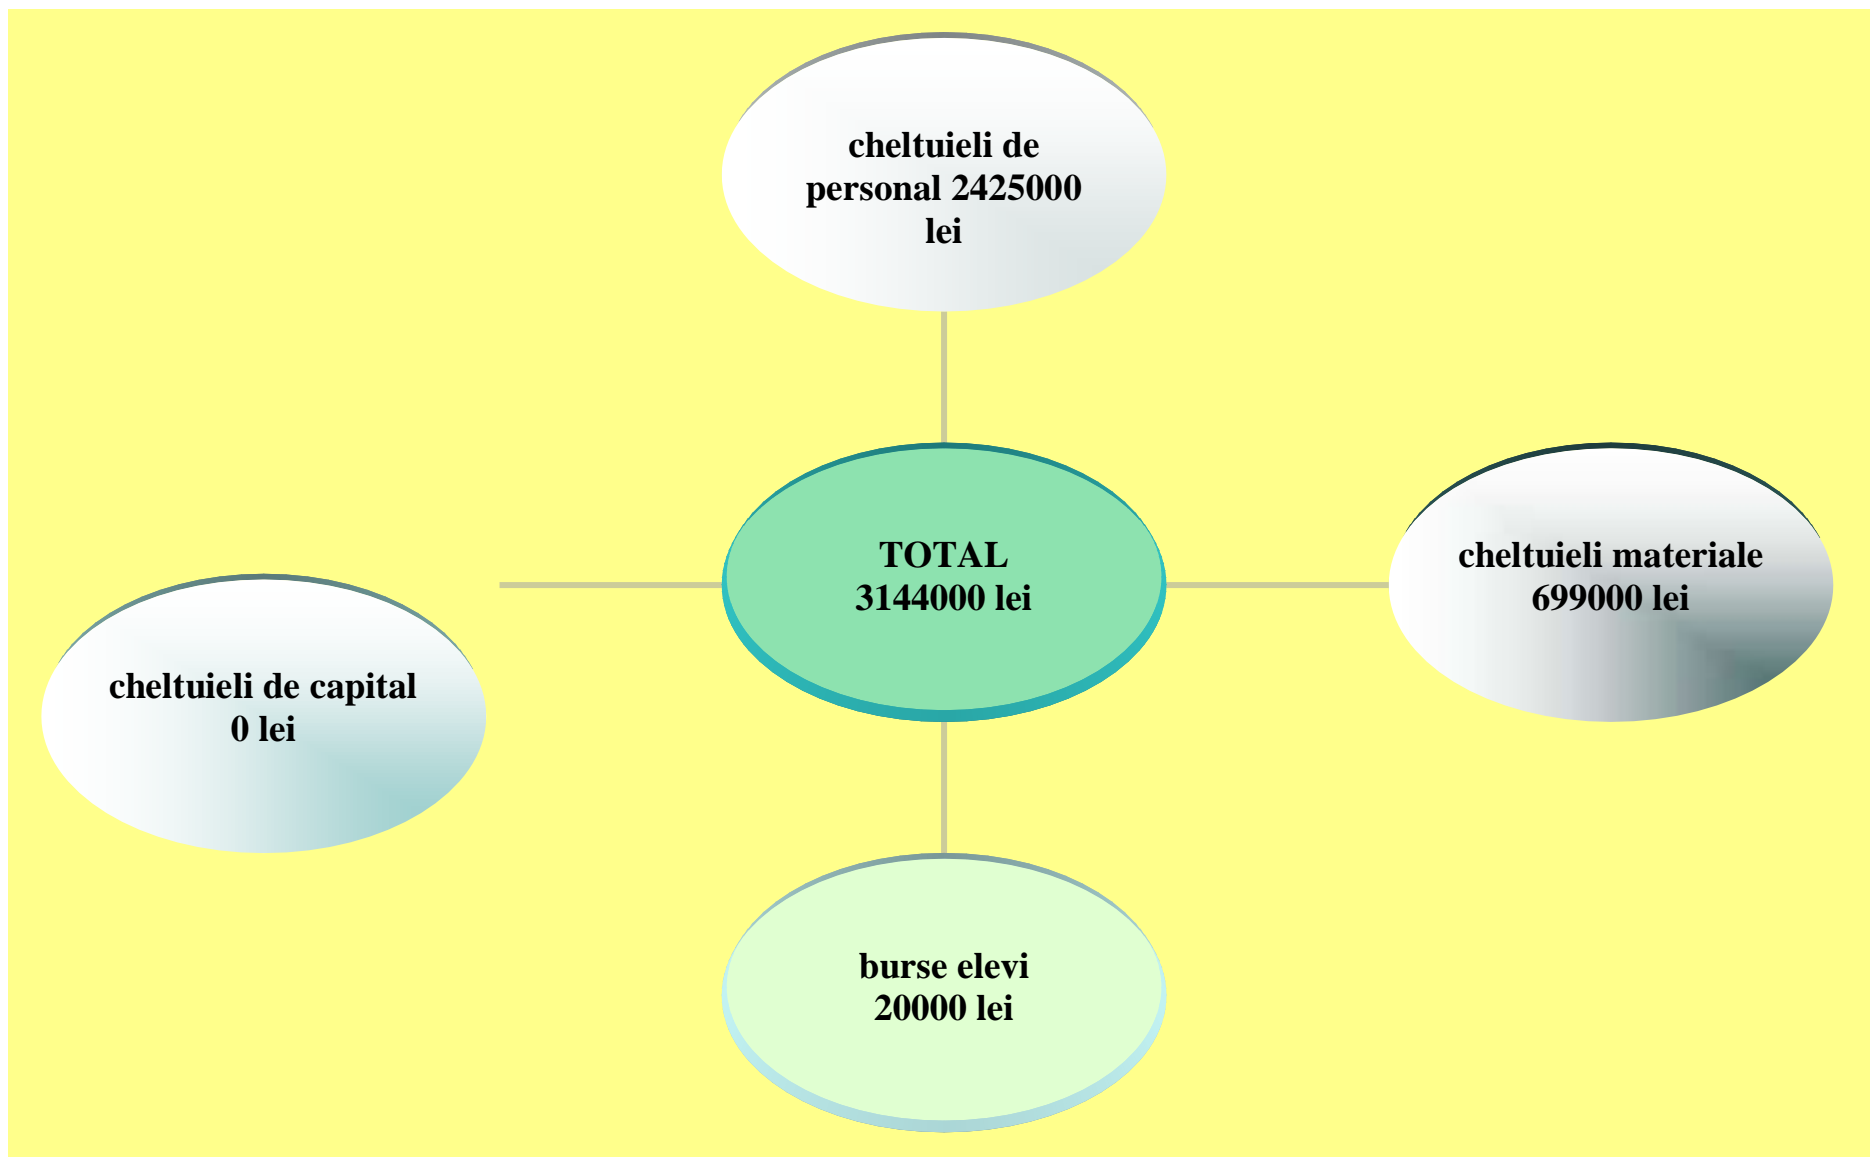 cheltuieli de
personal 2425000
lei
TOTAL
3144000 lei
cheltuieli materiale
699000 lei
cheltuieli de capital
0 lei
burse elevi
20000 lei